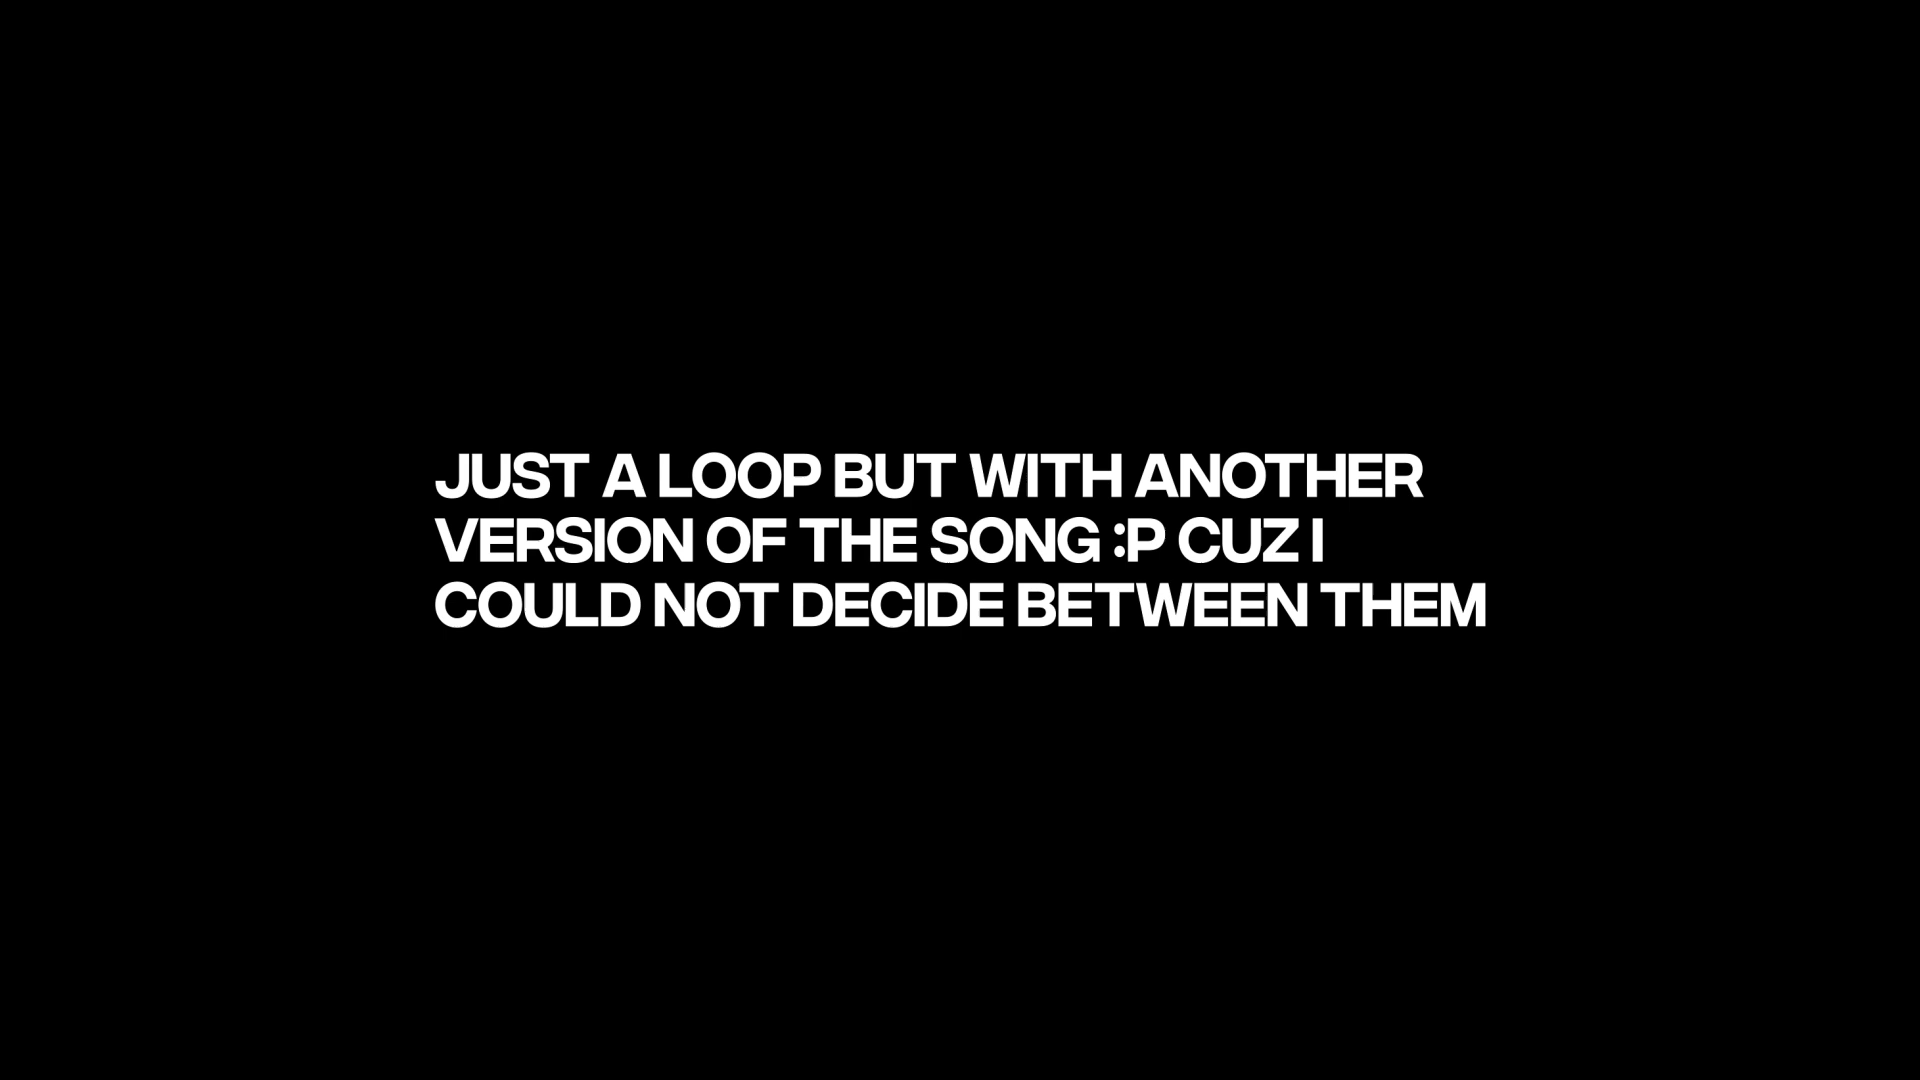 JUST A LOOP BUT WITH ANOTHER
VERSION OF THE SONG :P CUZ I
COULD NOT DECIDE BETWEEN THEM